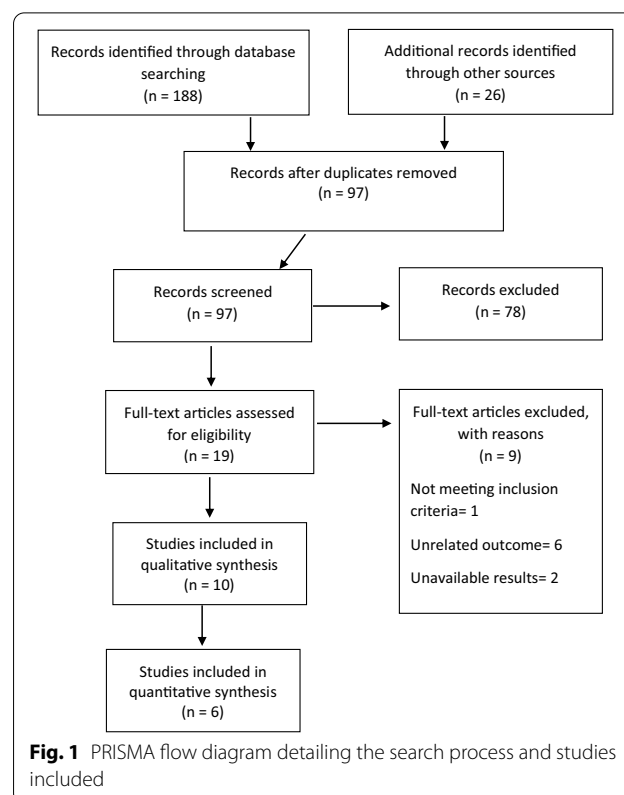 Records identified through database
searching
(n = 188)
Additional records identified
through other sources
(n = 26)
Records after duplicates removed
(n = 97)
Records screened
(n = 97)
Records excluded
(n = 78)
Full-text articles assessed
for eligibility
(n = 19)
Full-text articles excluded,
with reasons
(n = 9)
Not meeting inclusion
criteria= 1
Unrelated outcome= 6
Unavailable results= 2
Studies included in
qualitative synthesis
(n = 10)
Studies included in
quantitative synthesis
(n = 6)
Fig. 1 PRISMA flow diagram detailing the search process and studies
included